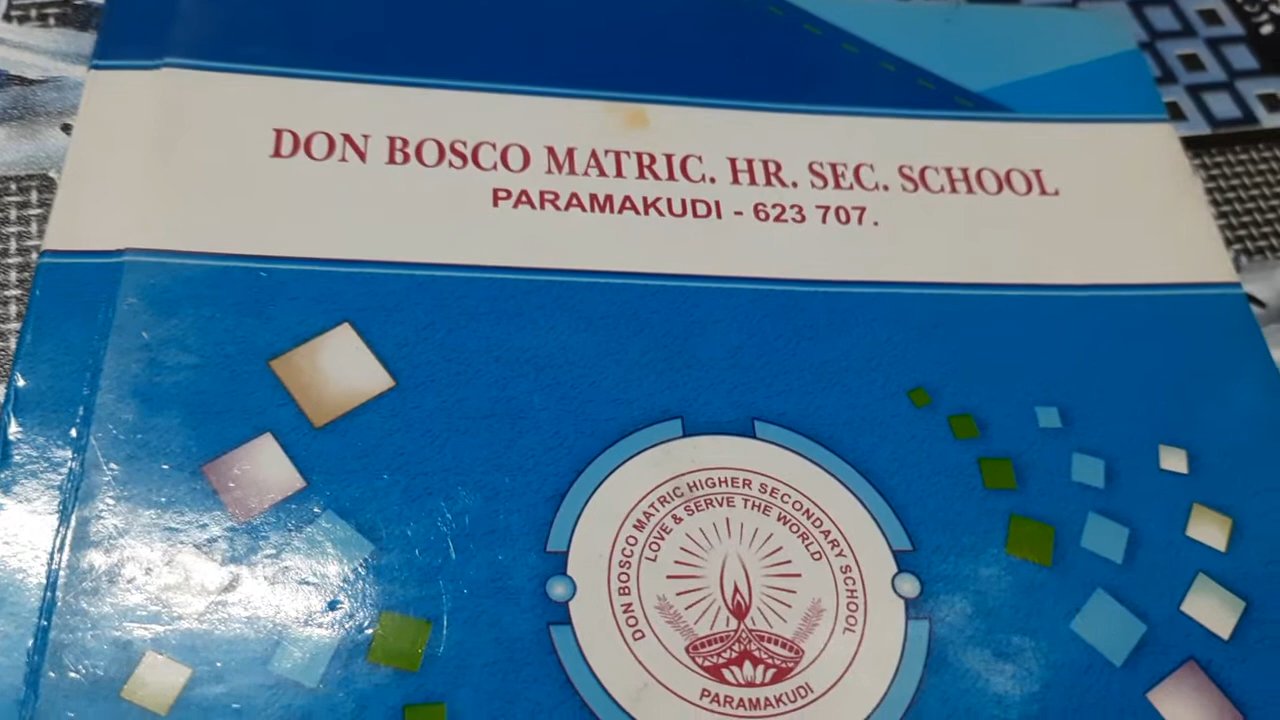 DON BOSCO MATRIC. HR. SEC. SCHOOL
PARAMAKUDI - 623 707.
DON BOSCO MATRIC HIGHER SECONDARY SCHOOL
LOVE & SERVE THE WORLD
PARAMAKUDI